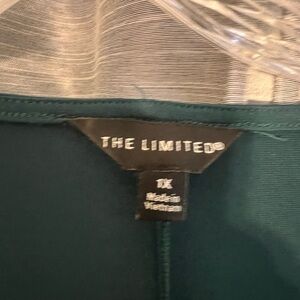 THE LIMITED®
1X
Made in
Vietnam